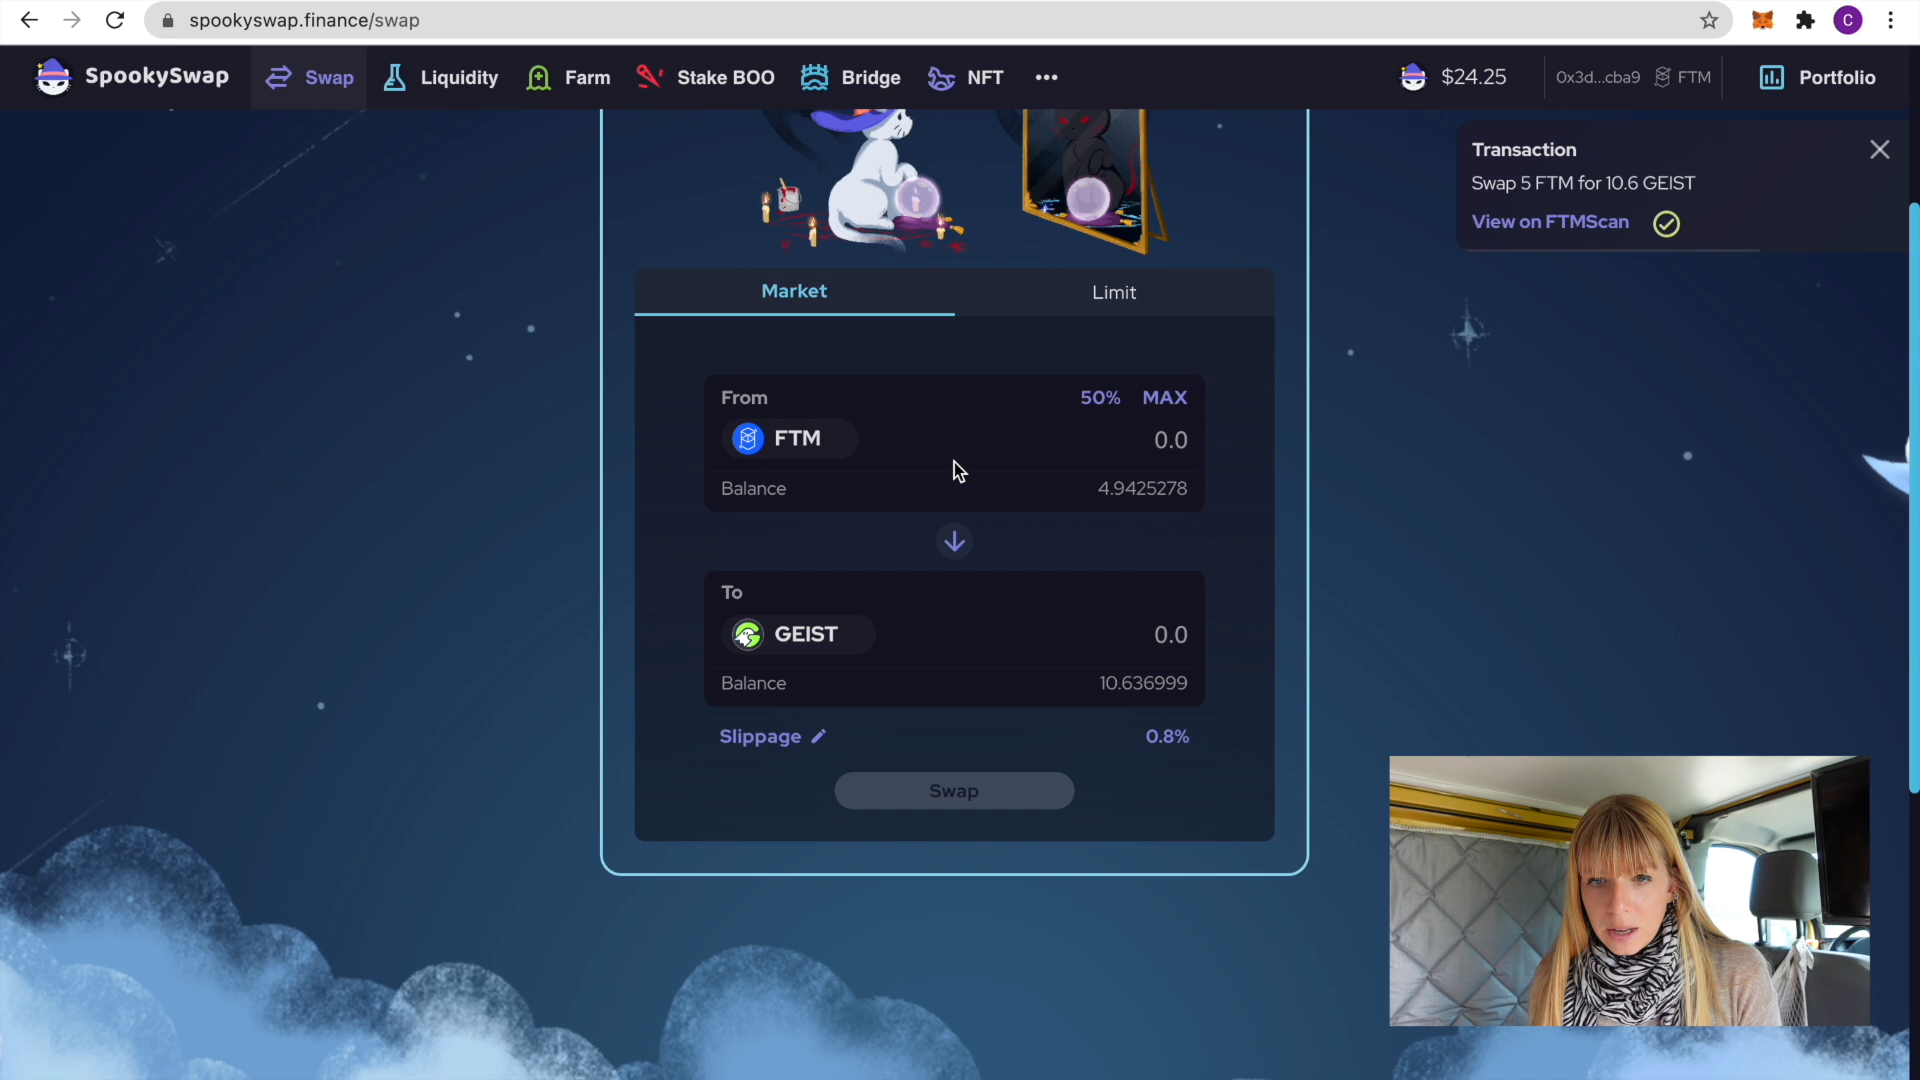 spookyswap.finance/swap
C
SpookySwap
Swap
Liquidity
Farm
Stake BOO
Bridge
NFT
$24.25
0x3d...cba9
FTM
Portfolio
Transaction
Swap 5 FTM for 10.6 GEIST
View on FTMScan
Market
Limit
From
50%
MAX
FTM
0.0
Balance
4.9425278
To
GEIST
0.0
Balance
10.636999
Slippage
0.8%
Swap